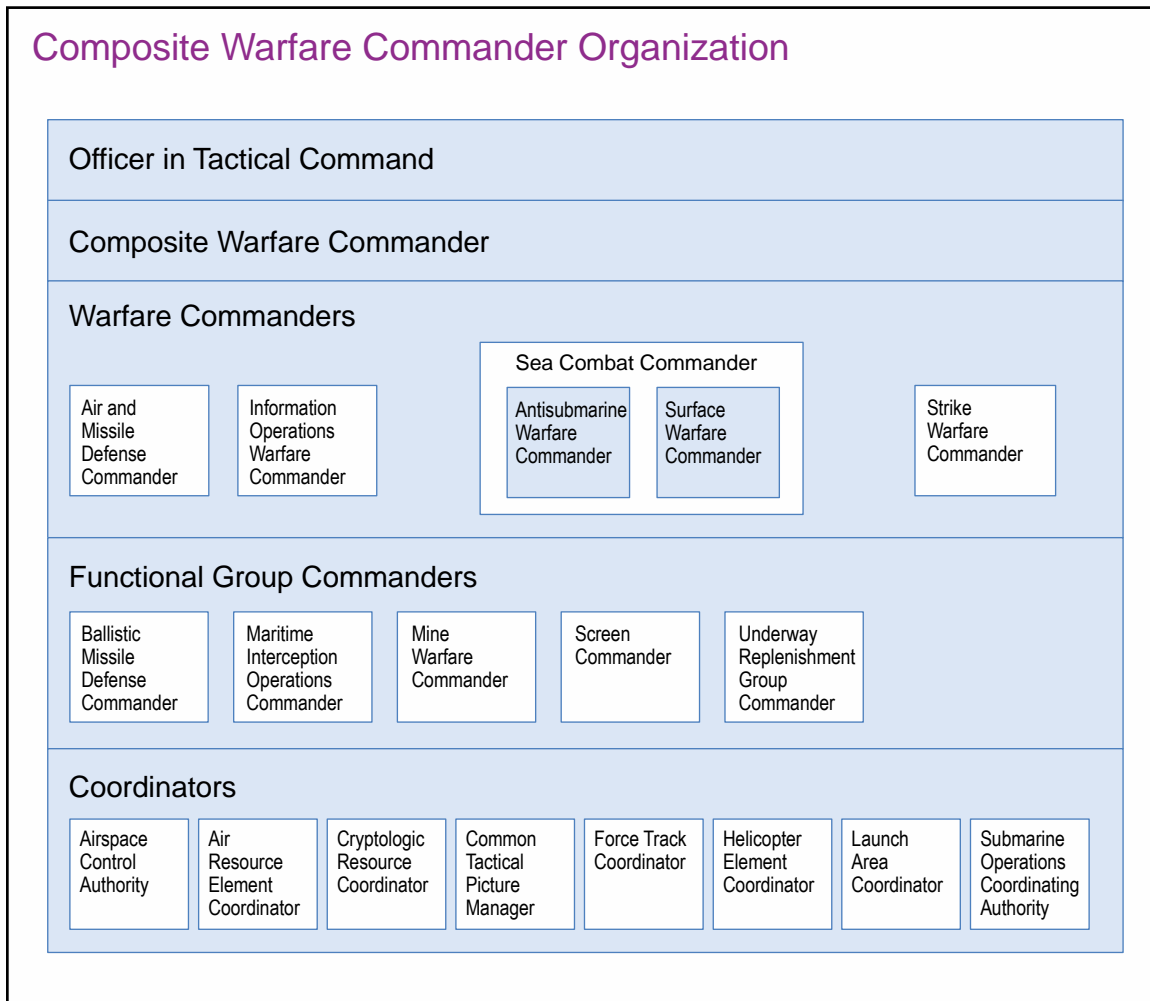 Composite Warfare Commander Organization
Officer in Tactical Command
Composite Warfare Commander
Warfare Commanders
Air and
Missile
Defense
Commander
Information
Operations
Warfare
Commander
Sea Combat Commander
Antisubmarine
Warfare
Commander
Surface
Warfare
Commander
Strike
Warfare
Commander
Functional Group Commanders
Ballistic
Missile
Defense
Commander
Maritime
Interception
Operations
Commander
Mine
Warfare
Commander
Screen
Commander
Underway
Replenishment
Group
Commander
Coordinators
Airspace
Control
Authority
Air
Resource
Element
Coordinator
Cryptologic
Resource
Coordinator
Common
Tactical
Picture
Manager
Force Track
Coordinator
Helicopter
Element
Coordinator
Launch
Area
Coordinator
Submarine
Operations
Coordinating
Authority